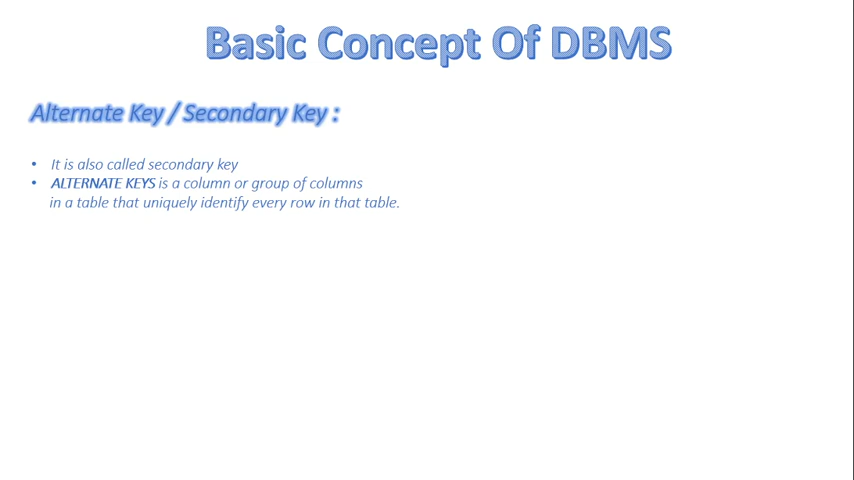 Basic Concept Of DBMS
Alternate Key / Secondary Key :
• It is also called secondary key
• ALTERNATE KEYS is a column or group of columns
in a table that uniquely identify every row in that table.